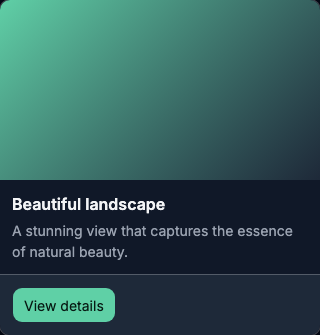 Beautiful landscape
A stunning view that captures the essence
of natural beauty.
View details